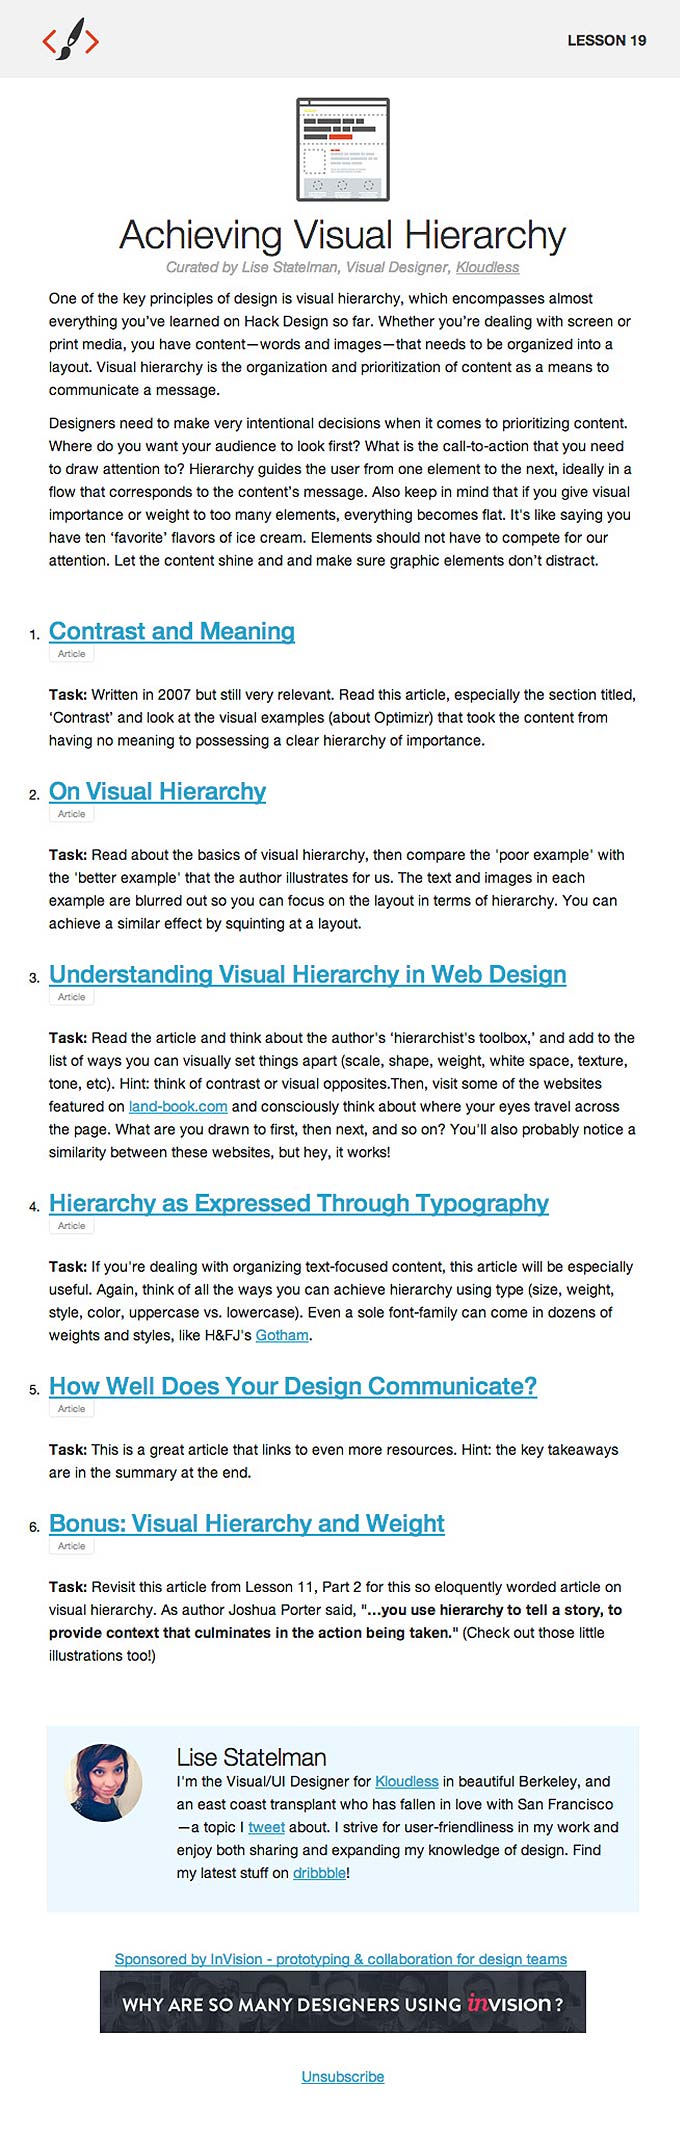 LESSON 19
Achieving Visual Hierarchy
Curated by Lise Statelman, Visual Designer, Kloudless
One of the key principles of design is visual hierarchy, which encompasses almost
everything you’ve learned on Hack Design so far. Whether you’re dealing with screen or
print media, you have content—words and images—that needs to be organized into a
layout. Visual hierarchy is the organization and prioritization of content as a means to
communicate a message.
Designers need to make very intentional decisions when it comes to prioritizing content.
Where do you want your audience to look first? What is the call-to-action that you need
to draw attention to? Hierarchy guides the user from one element to the next, ideally in a
flow that corresponds to the content’s message. Also keep in mind that if you give visual
importance or weight to too many elements, everything becomes flat. It's like saying you
have ten ‘favorite’ flavors of ice cream. Elements should not have to compete for our
attention. Let the content shine and and make sure graphic elements don’t distract.
1. Contrast and Meaning
Article
Task: Written in 2007 but still very relevant. Read this article, especially the section titled,
‘Contrast’ and look at the visual examples (about Optimizr) that took the content from
having no meaning to possessing a clear hierarchy of importance.
2. On Visual Hierarchy
Article
Task: Read about the basics of visual hierarchy, then compare the 'poor example' with
the 'better example' that the author illustrates for us. The text and images in each
example are blurred out so you can focus on the layout in terms of hierarchy. You can
achieve a similar effect by squinting at a layout.
3. Understanding Visual Hierarchy in Web Design
Article
Task: Read the article and think about the author's ‘hierarchist's toolbox,’ and add to the
list of ways you can visually set things apart (scale, shape, weight, white space, texture,
tone, etc). Hint: think of contrast or visual opposites.Then, visit some of the websites
featured on land-book.com and consciously think about where your eyes travel across
the page. What are you drawn to first, then next, and so on? You'll also probably notice a
similarity between these websites, but hey, it works!
4. Hierarchy as Expressed Through Typography
Article
Task: If you're dealing with organizing text-focused content, this article will be especially
useful. Again, think of all the ways you can achieve hierarchy using type (size, weight,
style, color, uppercase vs. lowercase). Even a sole font-family can come in dozens of
weights and styles, like H&FJ's Gotham.
5. How Well Does Your Design Communicate?
Article
Task: This is a great article that links to even more resources. Hint: the key takeaways
are in the summary at the end.
6. Bonus: Visual Hierarchy and Weight
Article
Task: Revisit this article from Lesson 11, Part 2 for this so eloquently worded article on
visual hierarchy. As author Joshua Porter said, "...you use hierarchy to tell a story, to
provide context that culminates in the action being taken." (Check out those little
illustrations too!)
Lise Statelman
I'm the Visual/UI Designer for Kloudless in beautiful Berkeley, and
an east coast transplant who has fallen in love with San Francisco
—a topic I tweet about. I strive for user-friendliness in my work and
enjoy both sharing and expanding my knowledge of design. Find
my latest stuff on dribbble!
Sponsored by InVision - prototyping & collaboration for design teams
WHY ARE SO MANY DESIGNERS USING inVISION?
Unsubscribe